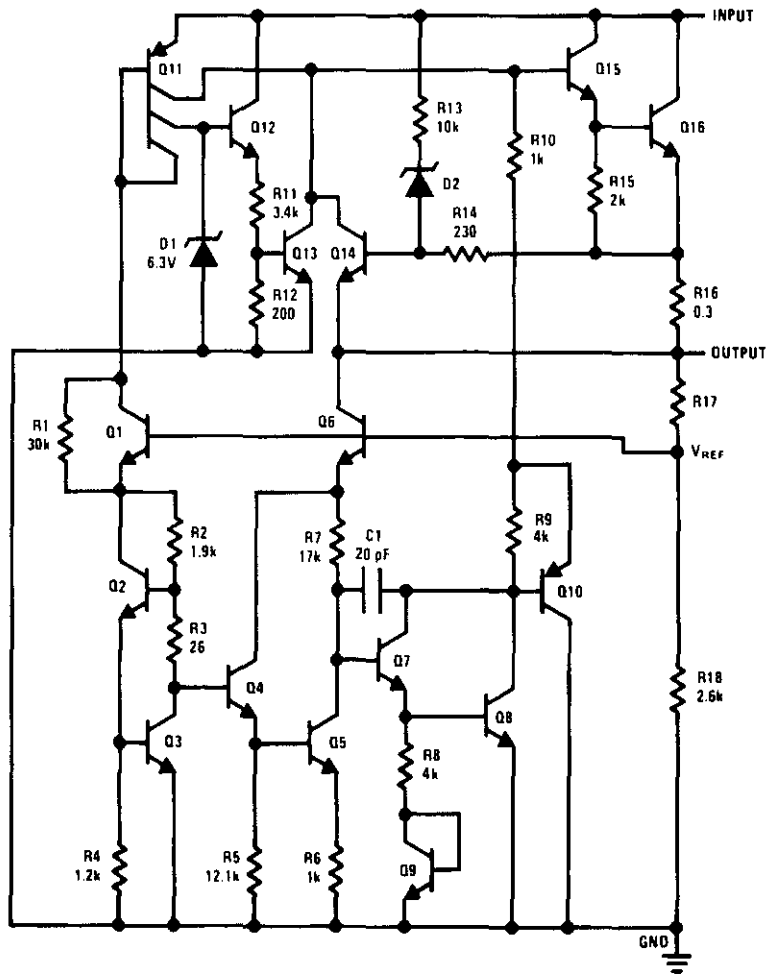 INPUT
Q11
Q12
Q15
R13
10k
R10
1k
Q16
D2
R15
2k
R11
3.4k
R14
230
D1
6.3V
Q13
Q14
R12
200
R16
0.3
OUTPUT
R1
30k
Q1
Q6
R17
VREF
R2
1.9k
R7
17k
C1
20 pF
R9
4k
Q2
Q10
R3
26
Q4
Q7
R18
2.6k
Q8
Q3
Q5
R8
4k
R4
1.2k
R5
12.1k
R6
1k
Q9
GND